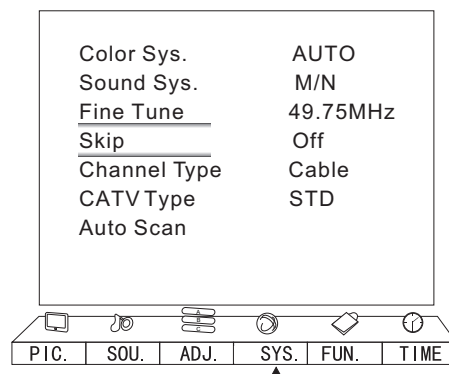 Color Sys. AUTO
Sound Sys. M/N
Fine Tune 49.75MHz
Skip Off
Channel Type Cable
CATV Type STD
Auto Scan
A
B
C
PIC. SOU. ADJ. SYS. FUN. TIME